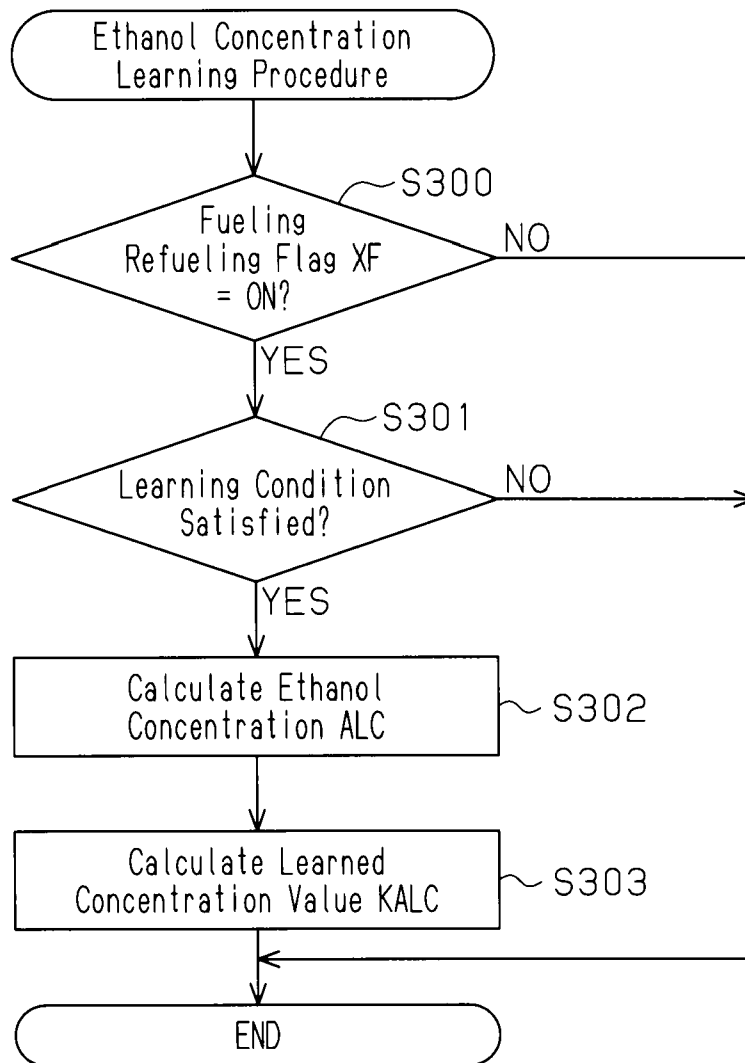 Ethanol Concentration
Learning Procedure
S300
Fueling
Refueling Flag XF
= ON?
NO
YES
S301
Learning Condition
Satisfied?
NO
YES
Calculate Ethanol
Concentration ALC
S302
Calculate Learned
Concentration Value KALC
S303
END